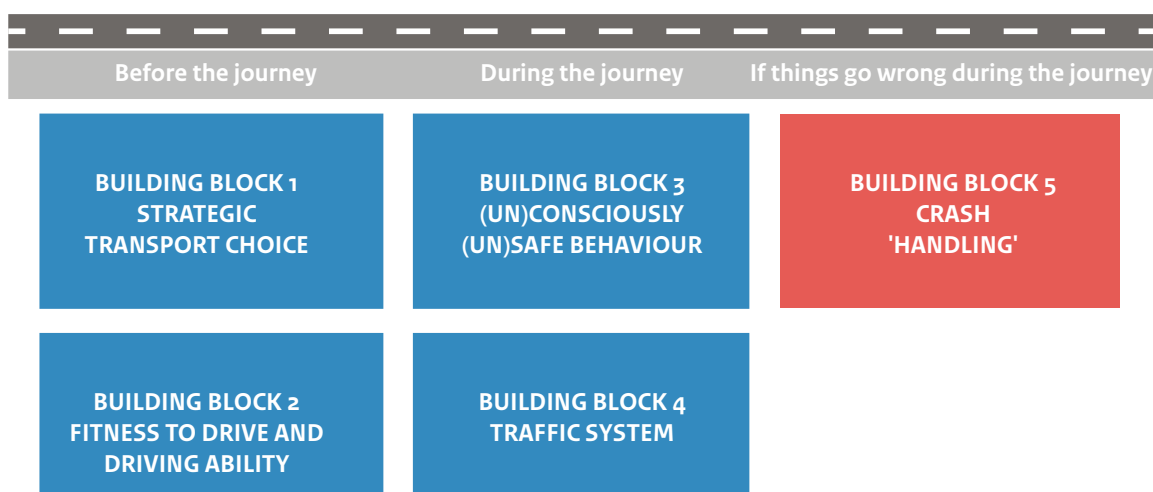 Before the journey
During the journey
If things go wrong during the journey
BUILDING BLOCK 1
STRATEGIC
TRANSPORT CHOICE
BUILDING BLOCK 3
(UN)CONSCIOUSLY
(UN)SAFE BEHAVIOUR
BUILDING BLOCK 5
CRASH
'HANDLING'
BUILDING BLOCK 2
FITNESS TO DRIVE AND
DRIVING ABILITY
BUILDING BLOCK 4
TRAFFIC SYSTEM